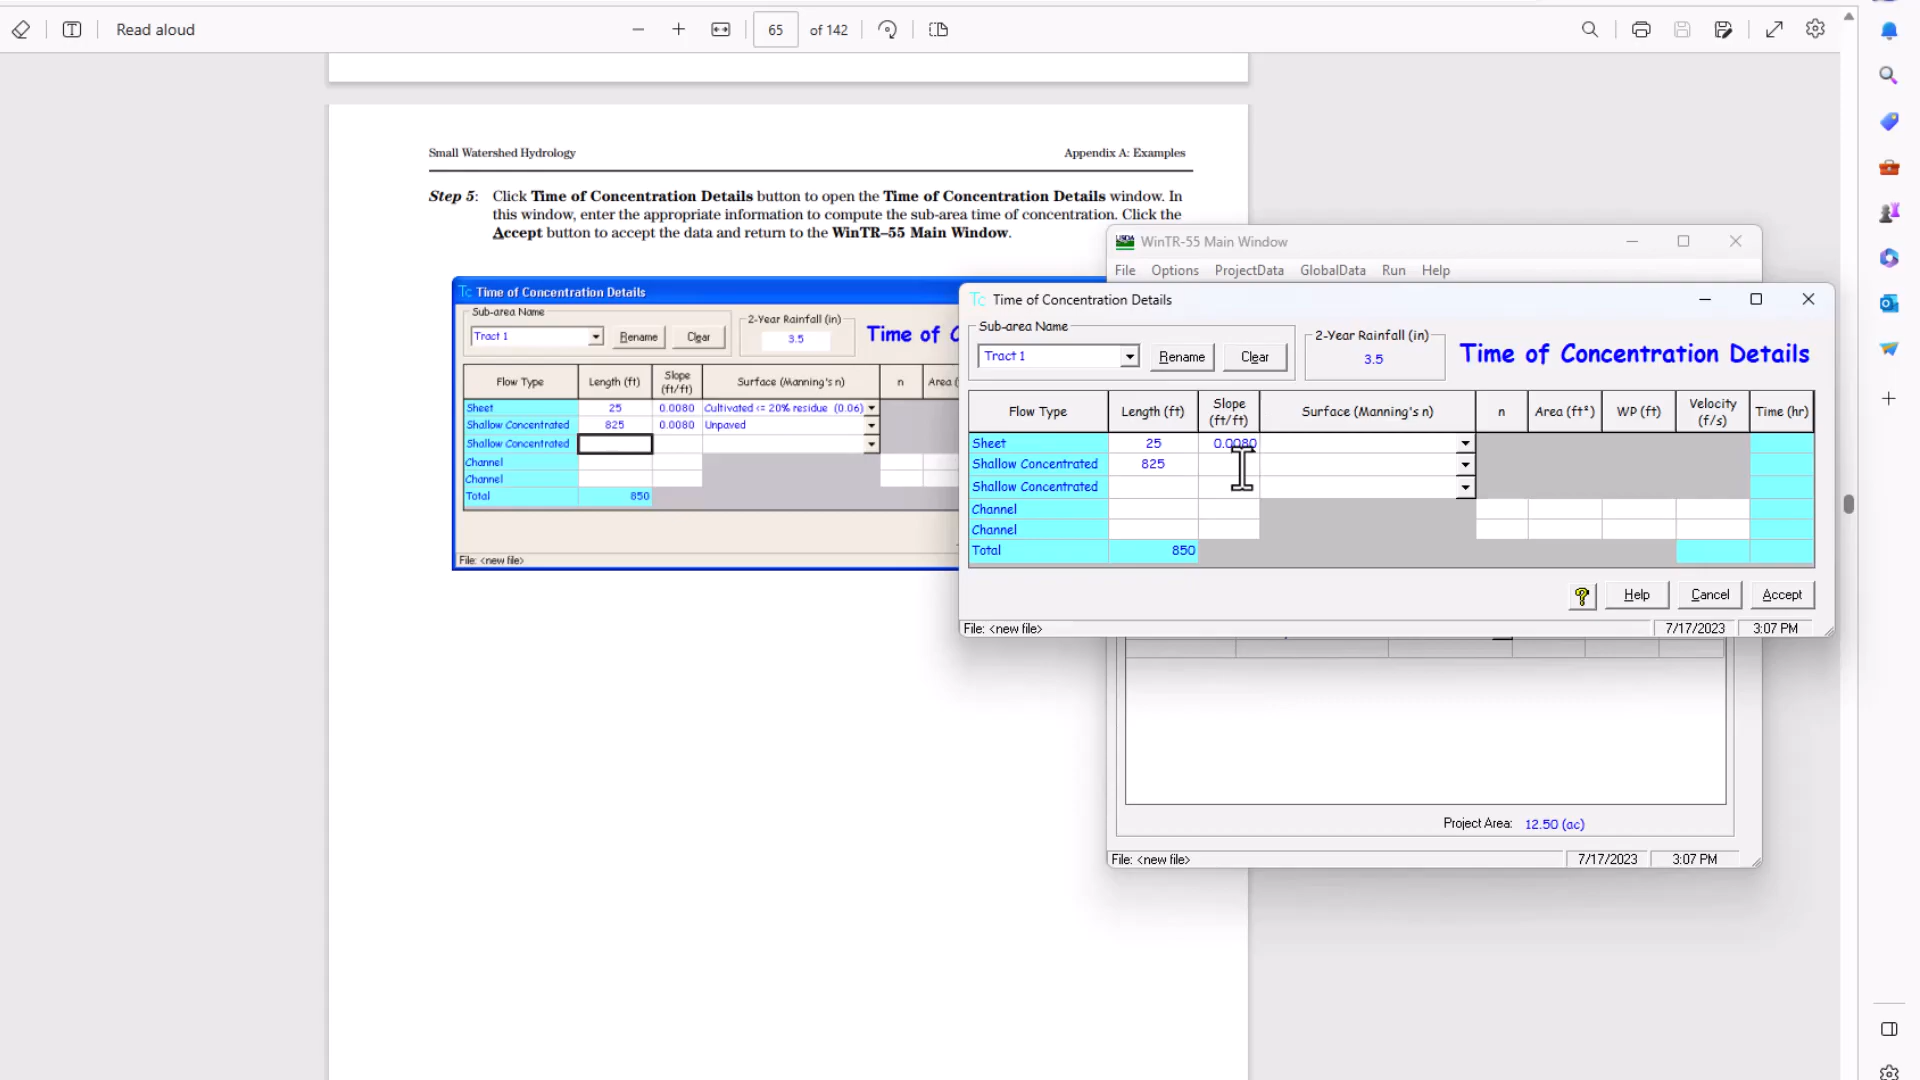 Read aloud
65 of 142
Small Watershed Hydrology Appendix A: Examples
Step 5: Click Time of Concentration Details button to open the Time of Concentration Details window. In
this window, enter the appropriate information to compute the sub-area time of concentration. Click the
Accept button to accept the data and return to the WinTR–55 Main Window.
Tc Time of Concentration Details
Sub-area Name
2-Year Rainfall (in)
Tract 1 Rename Clear 3.5 Time of C
Flow Type Length (ft) Slope (ft/ft) Surface (Manning's n) n Area (
Sheet 25 0.0080 Cultivated <= 20% residue (0.06)
Shallow Concentrated 825 0.0080 Unpaved
Shallow Concentrated
Channel
Channel
Total 850
File: <new file>
USDA WinTR-55 Main Window
File Options ProjectData GlobalData Run Help
Tc Time of Concentration Details
Sub-area Name
2-Year Rainfall (in)
Tract 1 Rename Clear 3.5 Time of Concentration Details
Flow Type Length (ft) Slope (ft/ft) Surface (Manning's n) n Area (ft²) WP (ft) Velocity (f/s) Time (hr)
Sheet 25 0.0080
Shallow Concentrated 825
Shallow Concentrated
Channel
Channel
Total 850
? Help Cancel Accept
File: <new file> 7/17/2023 3:07 PM
Project Area: 12.50 (ac)
File: <new file> 7/17/2023 3:07 PM